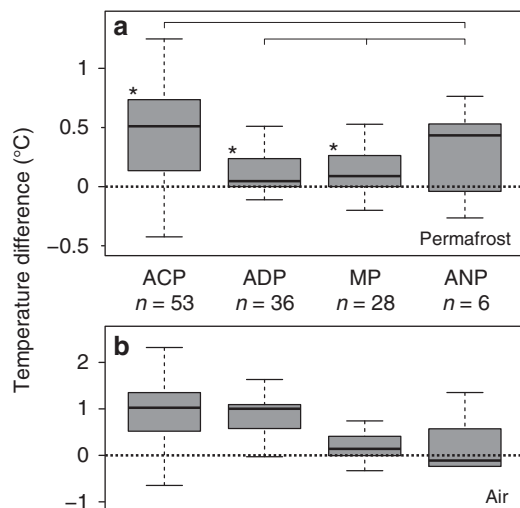 a
1
0.5
0
−0.5
*
*
*
Permafrost
Temperature difference (°C)
ACP ADP MP ANP
n = 53 n = 36 n = 28 n = 6
b
2
1
0
−1
Air